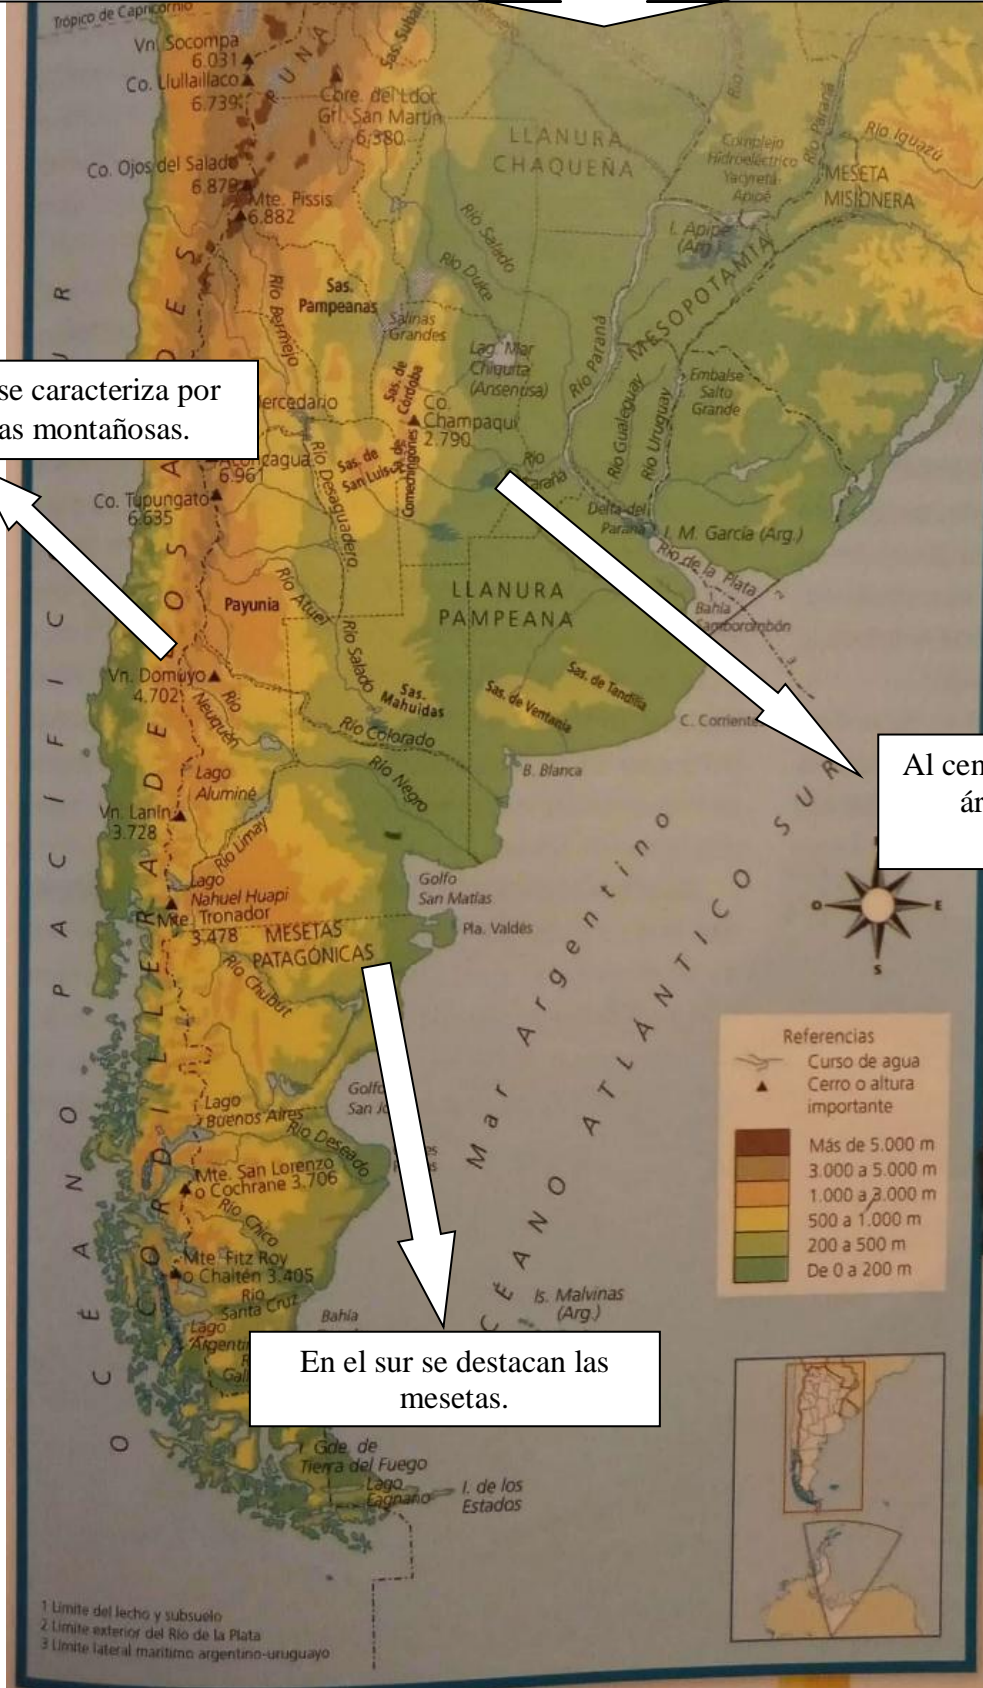 Trópico de Capricornio
Vn. Socompa
6.031
Co. Llullaillaco
6.739
PUNA
Cbre. del Ldor.
Grl. San Martín
6.380
LLANURA
CHAQUEÑA
Complejo
Hidroeléctrico
Yacyretá-
Apipé
Río Paraná
Río Iguazú
MESETA
MISIONERA
Co. Ojos del Salado
6.879
Mte. Pissis
6.882
I. Apipé
(Arg.)
Río Salado
Río Dulce
MESOPOTAMIA
Sas.
Pampeanas
Río Bermejo
Salinas
Grandes
Lag. Mar
Chiquita
(Ansenusa)
Río Paraná
Río Gualeguay
Río Uruguay
Embalse
Salto
Grande
se caracteriza por
as montañosas.
ercedario
Sas. de
Córdoba
Co.
Champaquí
2.790
Aconcagua
6.961
Sas. de
San Luis
Comechingones
Río Desaguadero
Co. Tupungato
6.635
Río
araná
Delta del
Paraná
I. M. García (Arg.)
Río de la Plata
1
2
3
Bahía
Samborombón
LLANURA
PAMPEANA
Payunia
Río Atuel
Río Salado
Vn. Domuyo
4.702
Río
Neuquén
Sas.
Mahuidas
Sas. de Ventania
Sas. de Tandilia
C. Corrientes
Río Colorado
Río Negro
B. Blanca
Lago
Aluminé
Vn. Lanín
3.728
Río Limay
Al cen
ár
Lago
Nahuel Huapi
Mte. Tronador
3.478
Golfo
San Matías
Pla. Valdés
MESETAS
PATAGÓNICAS
Río Chubut
O
E
S
OCÉANO PACÍFICO
UR
CORDILLERA DE LOS ANDES
Mar Argentino
OCÉANO ATLÁNTICO SUR
Golfo
San Jo
Lago
Buenos Aires
Río Deseado
Mte. San Lorenzo
o Cochrane 3.706
Río Chico
Mte. Fitz Roy
o Chaltén 3.405
Río
Santa Cruz
Lago
Argentin
Bahía
Is. Malvinas
(Arg.)
En el sur se destacan las
mesetas.
I. Gde. de
Tierra del Fuego
Lago
Fagnano
I. de los
Estados
Referencias
Curso de agua
Cerro o altura
importante
Más de 5.000 m
3.000 a 5.000 m
1.000 a 3.000 m
500 a 1.000 m
200 a 500 m
De 0 a 200 m
1 Límite del lecho y subsuelo
2 Límite exterior del Río de la Plata
3 Límite lateral marítimo argentino-uruguayo